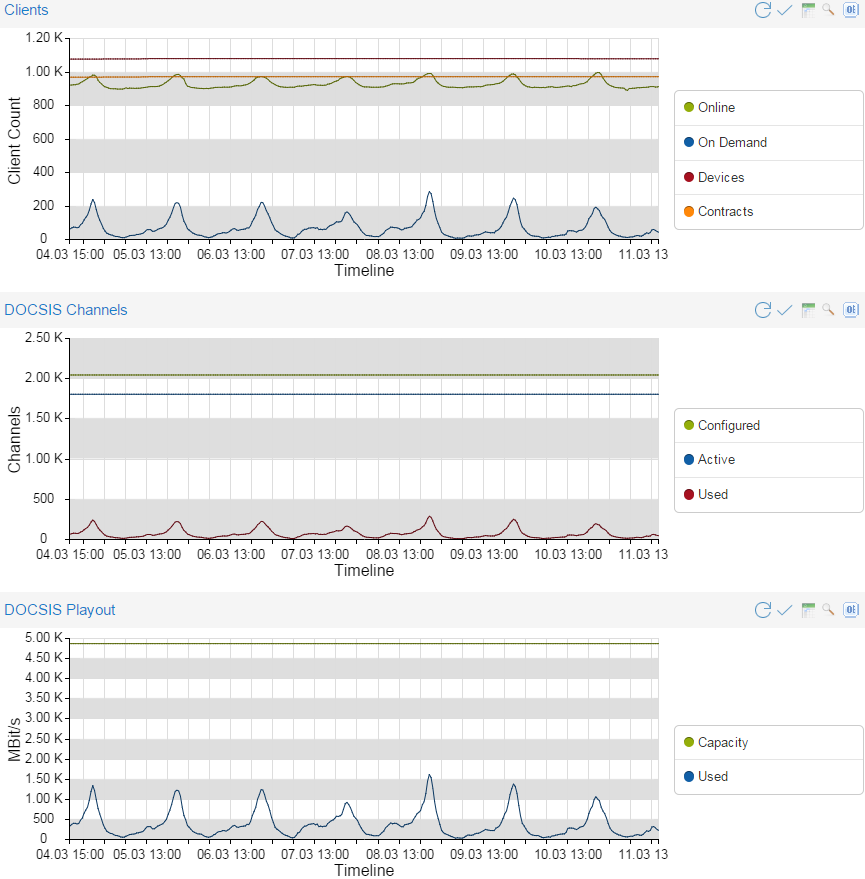 Clients
1.20 K
1.00 K
800
600
400
200
0
Client Count
04.03 15:00 05.03 13:00 06.03 13:00 07.03 13:00 08.03 13:00 09.03 13:00 10.03 13:00 11.03 13
Timeline
Online
On Demand
Devices
Contracts
DOCSIS Channels
2.50 K
2.00 K
1.50 K
1.00 K
500
0
Channels
04.03 15:00 05.03 13:00 06.03 13:00 07.03 13:00 08.03 13:00 09.03 13:00 10.03 13:00 11.03 13
Timeline
Configured
Active
Used
DOCSIS Playout
5.00 K
4.50 K
4.00 K
3.50 K
3.00 K
2.50 K
2.00 K
1.50 K
1.00 K
500
0
MBit/s
04.03 15:00 05.03 13:00 06.03 13:00 07.03 13:00 08.03 13:00 09.03 13:00 10.03 13:00 11.03 13
Timeline
Capacity
Used